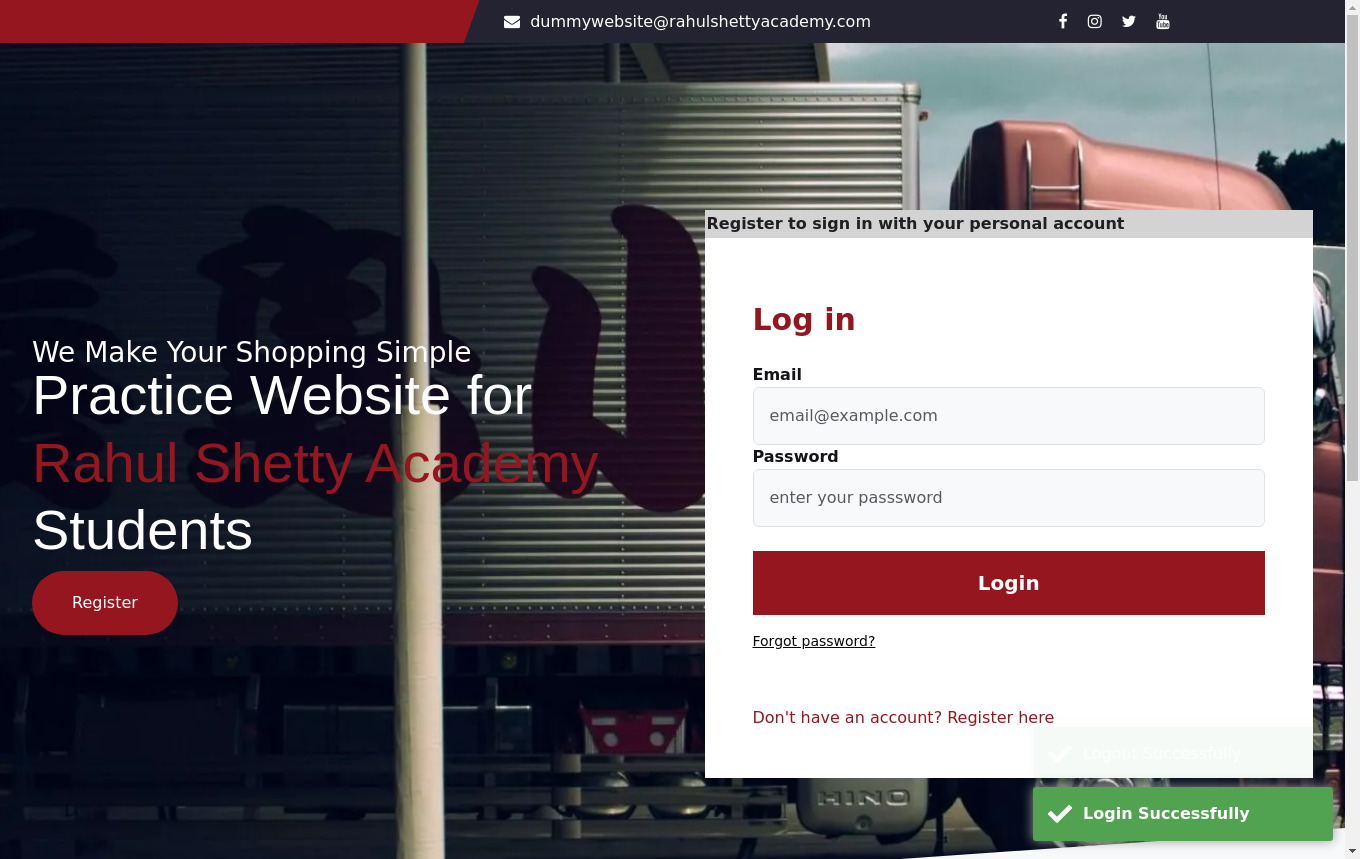 dummywebsite@rahulshettyacademy.com
We Make Your Shopping Simple
Practice Website for
Rahul Shetty Academy
Students
Register
Register to sign in with your personal account
Log in
Email
email@example.com
Password
enter your passsword
Login
Forgot password?
Don't have an account? Register here
Logout Successfully
Login Successfully
HINO